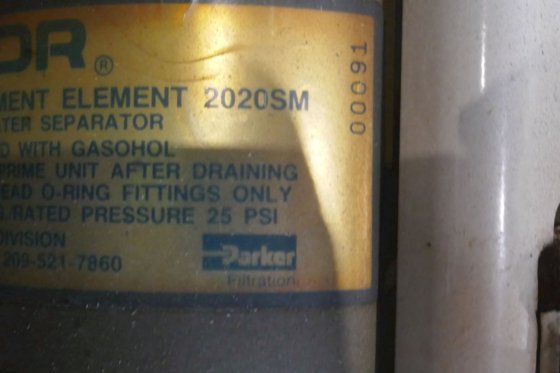 OR®
MENT ELEMENT 2020SM
TER SEPARATOR
D WITH GASOHOL
PRIME UNIT AFTER DRAINING
EAD O-RING FITTINGS ONLY
./RATED PRESSURE 25 PSI
DIVISION
209-521-7860
Parker
Filtration
00091